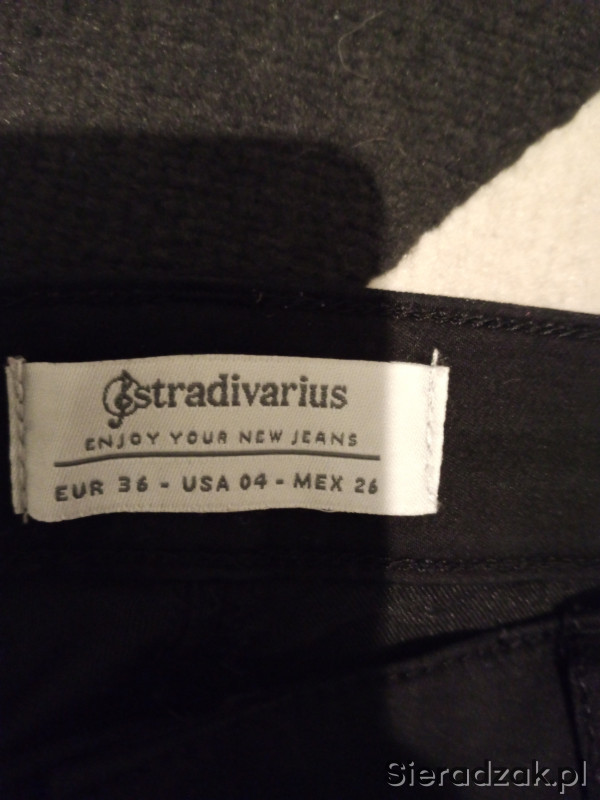 stradivarius
ENJOY YOUR NEW JEANS
EUR 36 - USA 04 - MEX 26
Sieradzak.pl